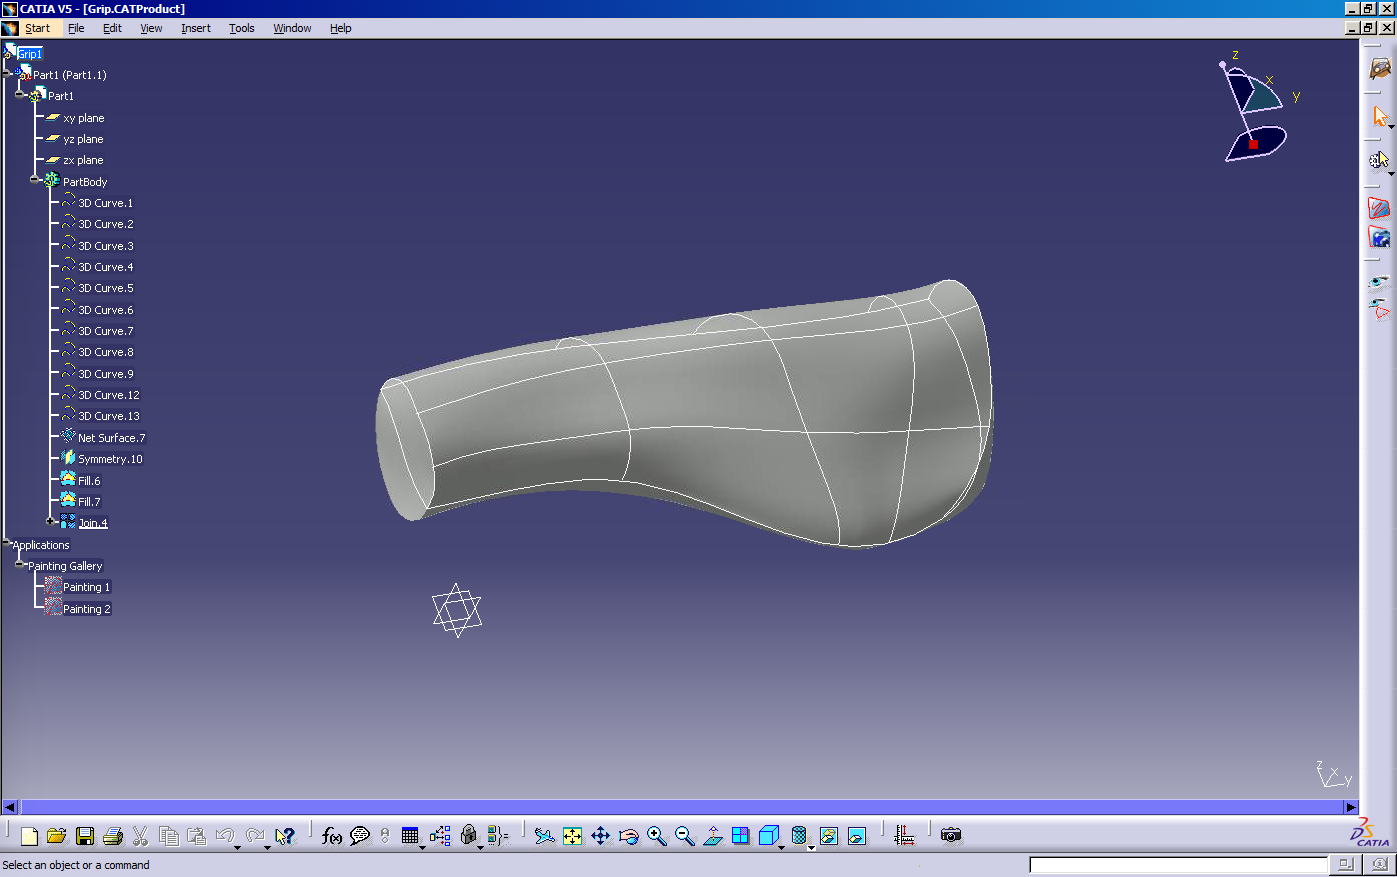 CATIA V5 - [Grip.CATProduct]
Start File Edit View Insert Tools Window Help
Grip1
Part1 (Part1.1)
Part1
xy plane
yz plane
zx plane
PartBody
3D Curve.1
3D Curve.2
3D Curve.3
3D Curve.4
3D Curve.5
3D Curve.6
3D Curve.7
3D Curve.8
3D Curve.9
3D Curve.12
3D Curve.13
Net Surface.7
Symmetry.10
Fill.6
Fill.7
Join.4
Applications
Painting Gallery
Painting 1
Painting 2
z
x
y
z
x
y
f(x)
CATIA
Select an object or a command